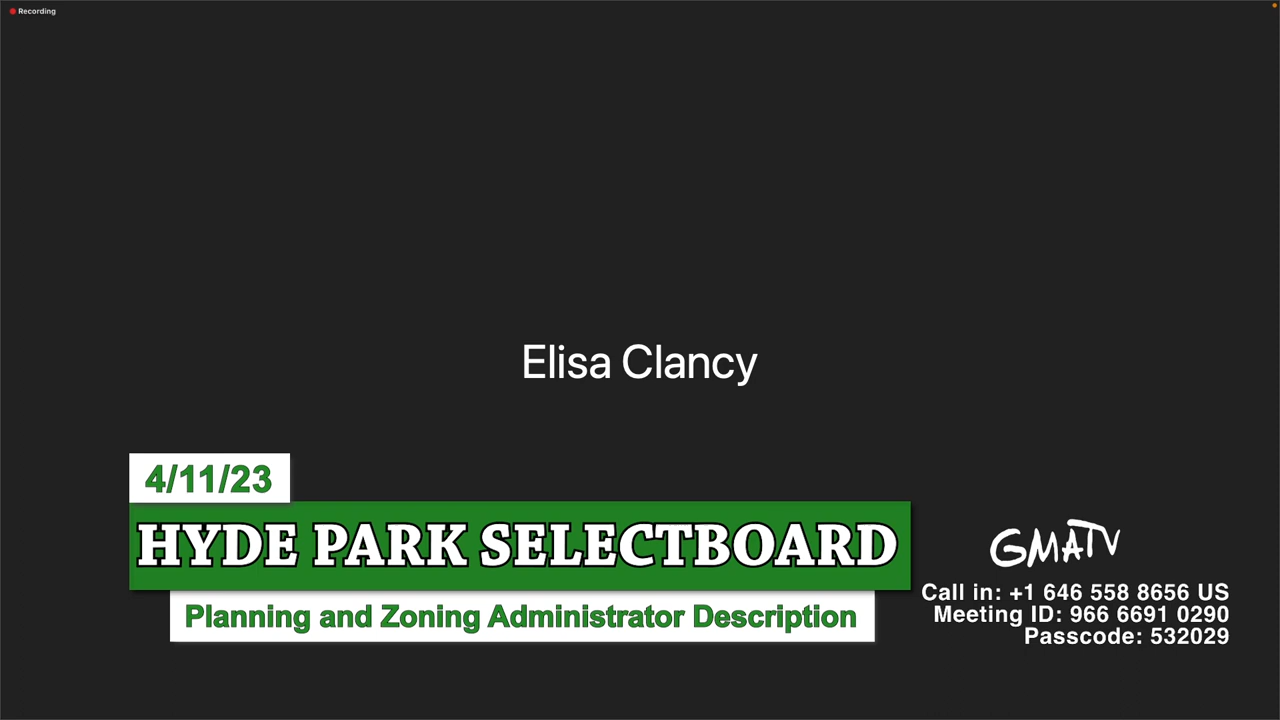 Recording
Elisa Clancy
4/11/23
HYDE PARK SELECTBOARD
Planning and Zoning Administrator Description
GMATV
Call in: +1 646 558 8656 US
Meeting ID: 966 6691 0290
Passcode: 532029